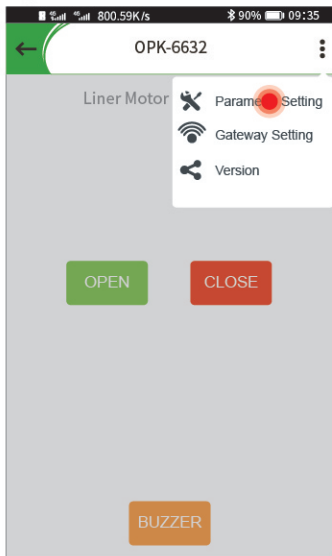 800.59K/s 90% 09:35
OPK-6632
Liner Motor
Setting
Gateway Setting
Version
OPEN
CLOSE
BUZZER